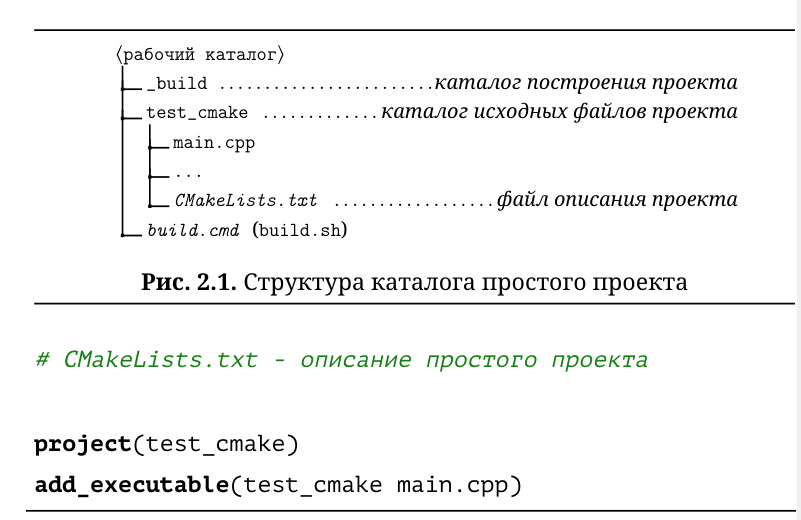 ⟨рабочий каталог⟩
_build ........................каталог построения проекта
test_cmake .............каталог исходных файлов проекта
main.cpp
...
CMakeLists.txt ..................файл описания проекта
build.cmd (build.sh)
Рис. 2.1. Структура каталога простого проекта
# CMakeLists.txt - описание простого проекта
project(test_cmake)
add_executable(test_cmake main.cpp)